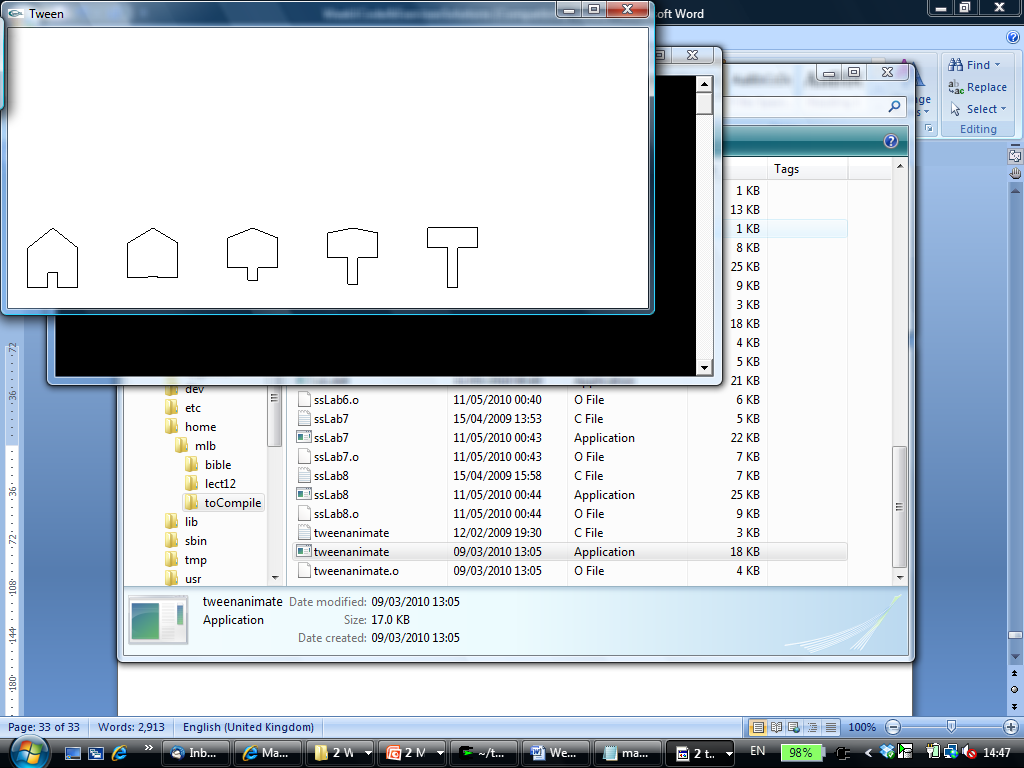 Tween
oft Word
Find
Replace
Select
Editing
Tags
1 KB
13 KB
1 KB
8 KB
25 KB
9 KB
3 KB
18 KB
4 KB
5 KB
21 KB
dev
etc
home
mlb
bible
lect12
toCompile
lib
sbin
tmp
usr
ssLab6.o 11/05/2010 00:40 O File 6 KB
ssLab7 15/04/2009 13:53 C File 5 KB
ssLab7 11/05/2010 00:43 Application 22 KB
ssLab7.o 11/05/2010 00:43 O File 7 KB
ssLab8 15/04/2009 15:58 C File 7 KB
ssLab8 11/05/2010 00:44 Application 25 KB
ssLab8.o 11/05/2010 00:44 O File 9 KB
tweenanimate 12/02/2009 19:30 C File 3 KB
tweenanimate 09/03/2010 13:05 Application 18 KB
tweenanimate.o 09/03/2010 13:05 O File 4 KB
tweenanimate Date modified: 09/03/2010 13:05
Application Size: 17.0 KB
Date created: 09/03/2010 13:05
72
36
36
72
108
144
180
Page: 33 of 33 Words: 2,913 English (United Kingdom) 100%
Inb... Ma... 2 W 2 M ~/t... We... ma... 2 t... EN 98% 14:47